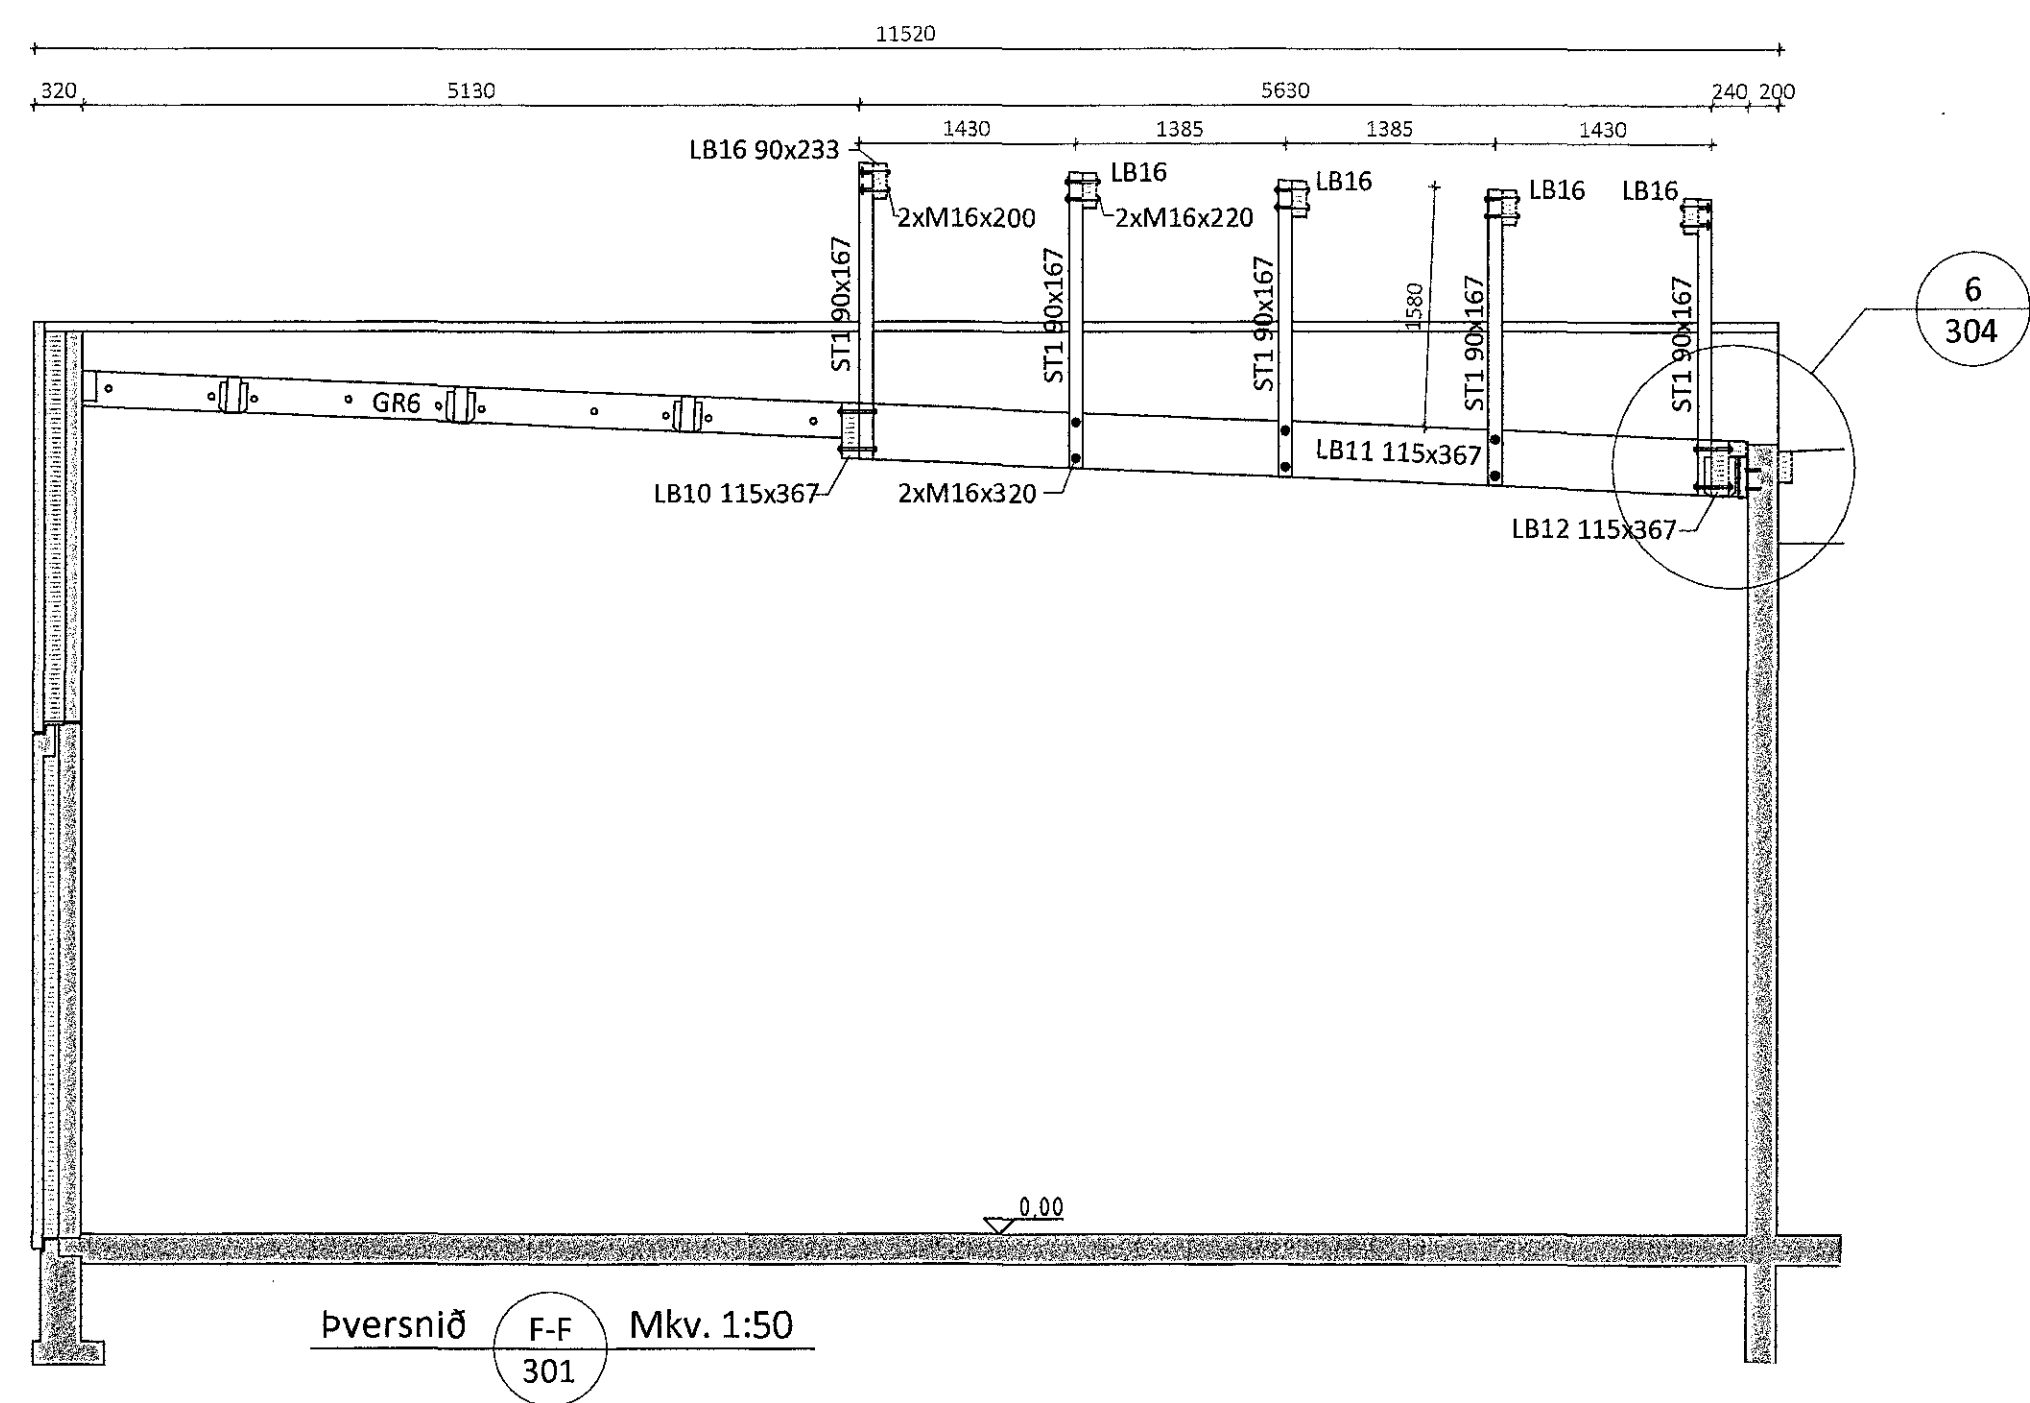 11520
320 5130 5630 240 200
1430 1385 1385 1430
LB16 90x233
LB16
LB16
LB16
LB16
2xM16x200
2xM16x220
ST1 90x167
ST1 90x167
ST1 90x167
ST1 90x167
ST1 90x167
1580
6
304
GR6
LB11 115x367
LB10 115x367
2xM16x320
LB12 115x367
0,00
Þversnið F-F Mkv. 1:50
301